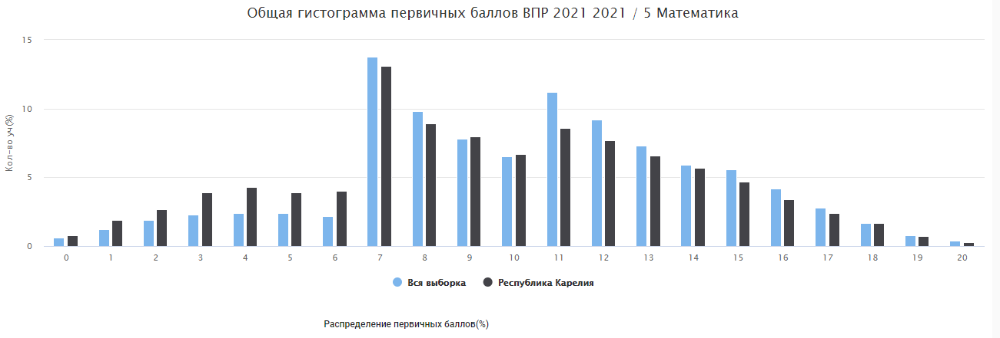 Общая гистограмма первичных баллов ВПР 2021 2021 / 5 Математика
15
10
5
0
Кол-во уч(%)
0 1 2 3 4 5 6 7 8 9 10 11 12 13 14 15 16 17 18 19 20
Вся выборка Республика Карелия
Распределение первичных баллов(%)